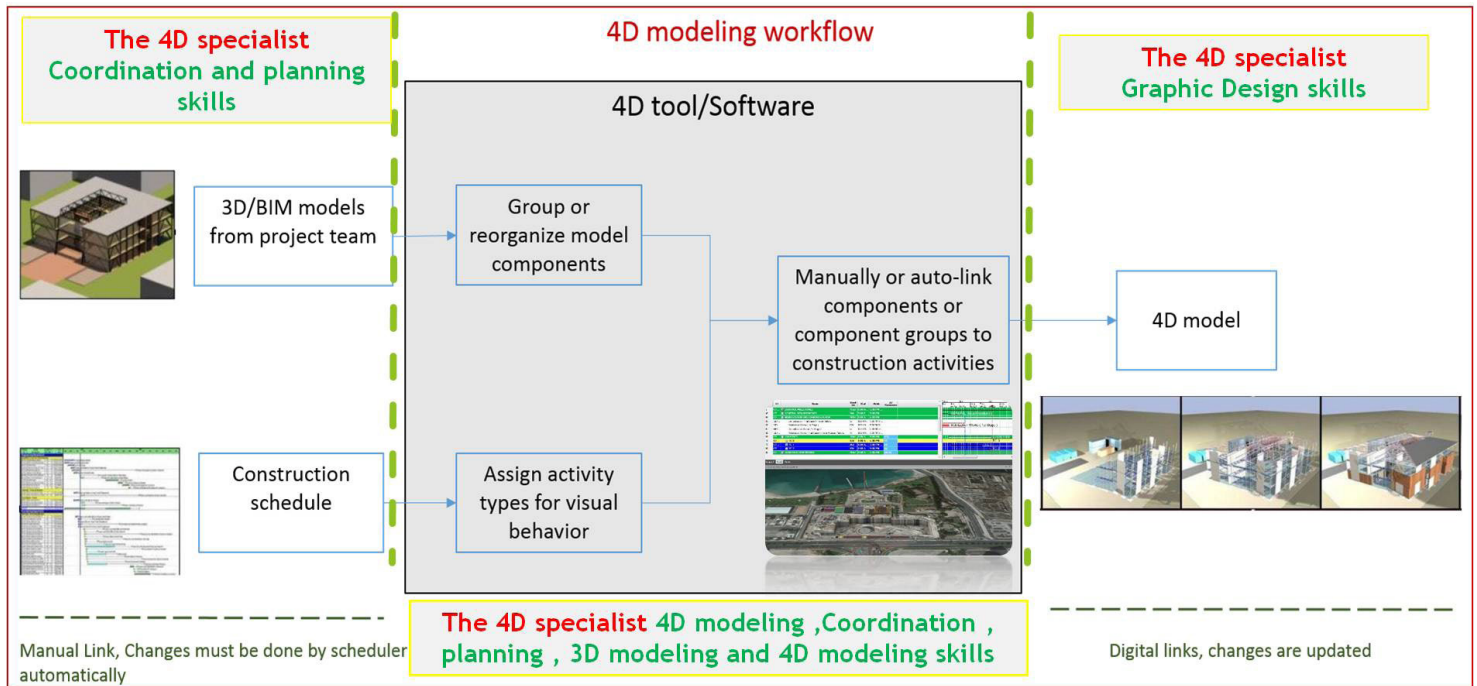 4D modeling workflow
The 4D specialist
Coordination and planning
skills
The 4D specialist
Graphic Design skills
4D tool/Software
3D/BIM models
from project team
Group or
reorganize model
components
Manually or auto-link
components or
component groups to
construction activities
4D model
Construction
schedule
Assign activity
types for visual
behavior
The 4D specialist 4D modeling ,Coordination ,
planning , 3D modeling and 4D modeling skills
Manual Link, Changes must be done by scheduler
automatically
Digital links, changes are updated